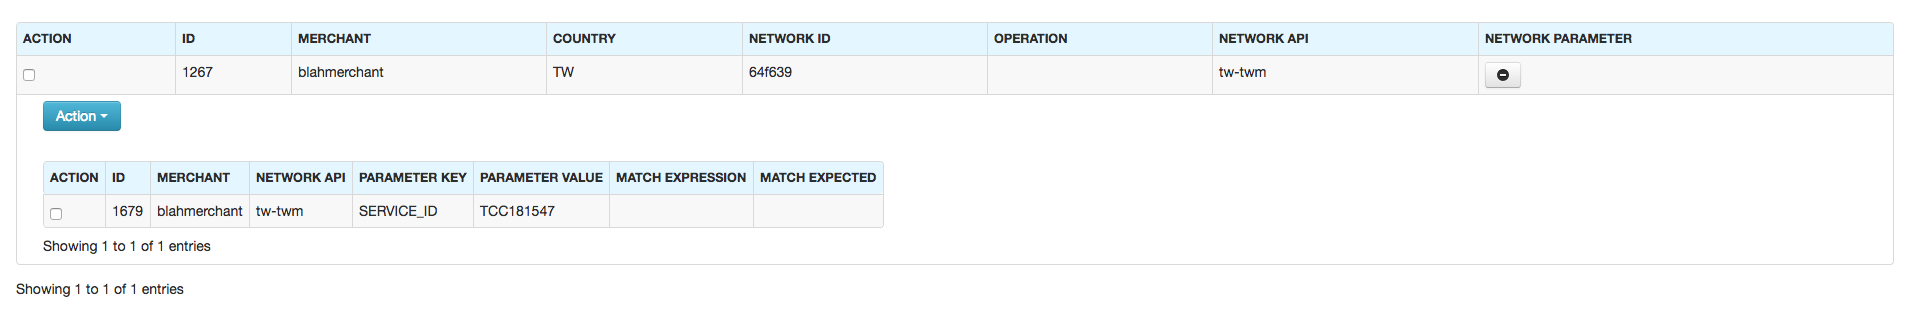 ACTION ID MERCHANT COUNTRY NETWORK ID OPERATION NETWORK API NETWORK PARAMETER
1267 blahmerchant TW 64f639 tw-twm
Action
ACTION ID MERCHANT NETWORK API PARAMETER KEY PARAMETER VALUE MATCH EXPRESSION MATCH EXPECTED
1679 blahmerchant tw-twm SERVICE_ID TCC181547
Showing 1 to 1 of 1 entries
Showing 1 to 1 of 1 entries